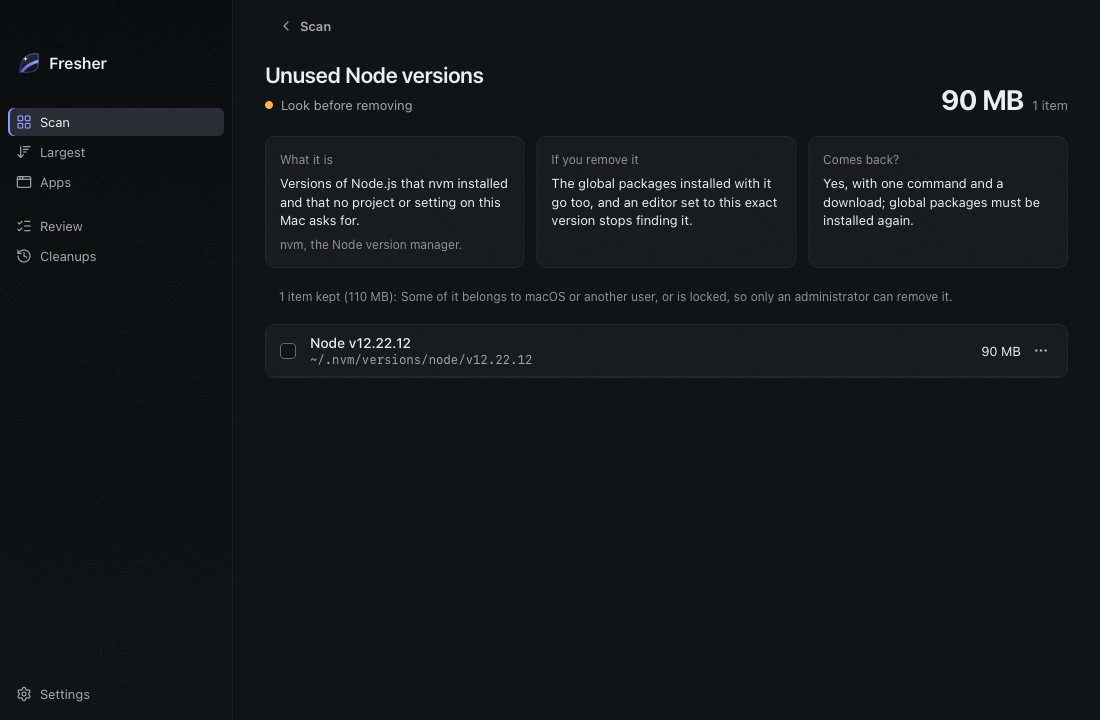 Fresher
Scan
Largest
Apps
Review
Cleanups
Settings
Scan
Unused Node versions
Look before removing
90 MB 1 item
What it is
Versions of Node.js that nvm installed
and that no project or setting on this
Mac asks for.
nvm, the Node version manager.
If you remove it
The global packages installed with it
go too, and an editor set to this exact
version stops finding it.
Comes back?
Yes, with one command and a
download; global packages must be
installed again.
1 item kept (110 MB): Some of it belongs to macOS or another user, or is locked, so only an administrator can remove it.
Node v12.22.12
~/.nvm/versions/node/v12.22.12
90 MB